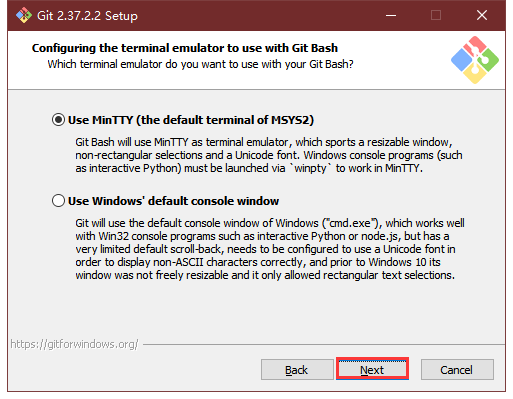 Git 2.37.2.2 Setup
Configuring the terminal emulator to use with Git Bash
Which terminal emulator do you want to use with your Git Bash?
Use MinTTY (the default terminal of MSYS2)
Git Bash will use MinTTY as terminal emulator, which sports a resizable window,
non-rectangular selections and a Unicode font. Windows console programs (such
as interactive Python) must be launched via `winpty` to work in MinTTY.
Use Windows' default console window
Git will use the default console window of Windows ("cmd.exe"), which works well
with Win32 console programs such as interactive Python or node.js, but has a
very limited default scroll-back, needs to be configured to use a Unicode font in
order to display non-ASCII characters correctly, and prior to Windows 10 its
window was not freely resizable and it only allowed rectangular text selections.
https://gitforwindows.org/
Back Next Cancel